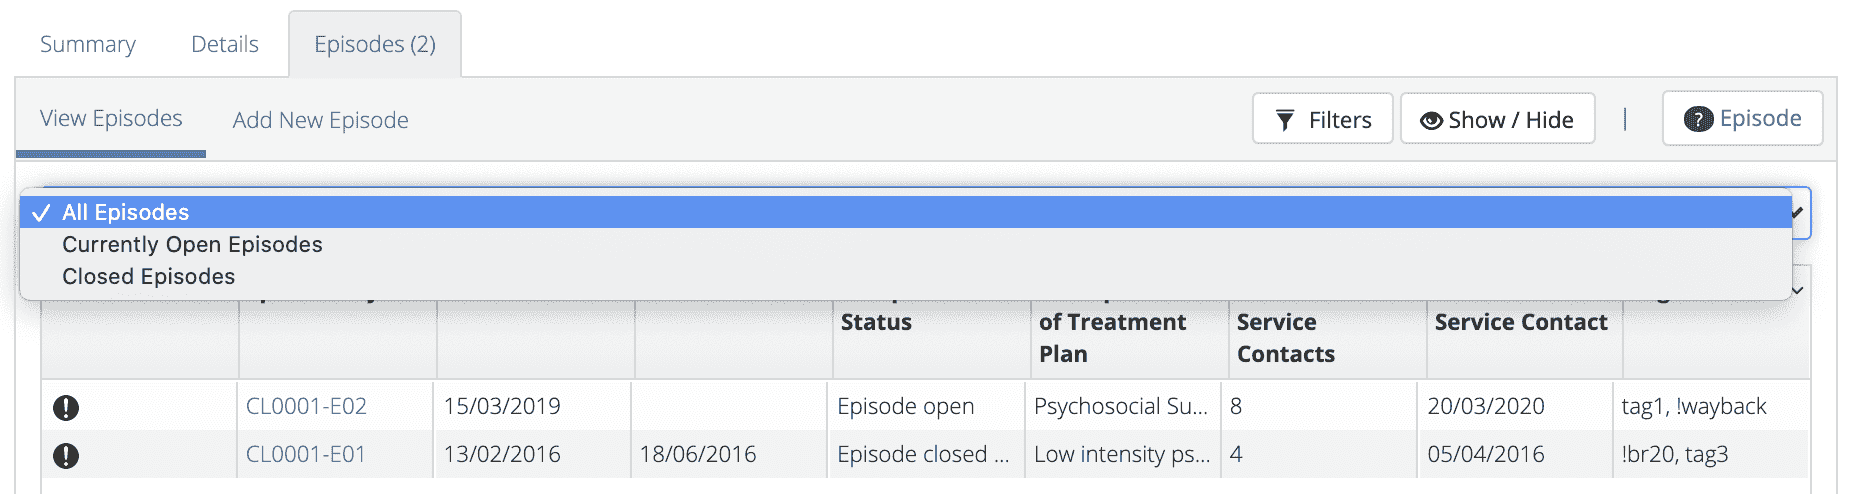 Summary Details Episodes (2)
View Episodes Add New Episode Filters Show / Hide | Episode
All Episodes
Currently Open Episodes
Closed Episodes
Status of Treatment Service Service Contact
Plan Contacts
CL0001-E02 15/03/2019 Episode open Psychosocial Su... 8 20/03/2020 tag1, !wayback
CL0001-E01 13/02/2016 18/06/2016 Episode closed ... Low intensity ps... 4 05/04/2016 !br20, tag3